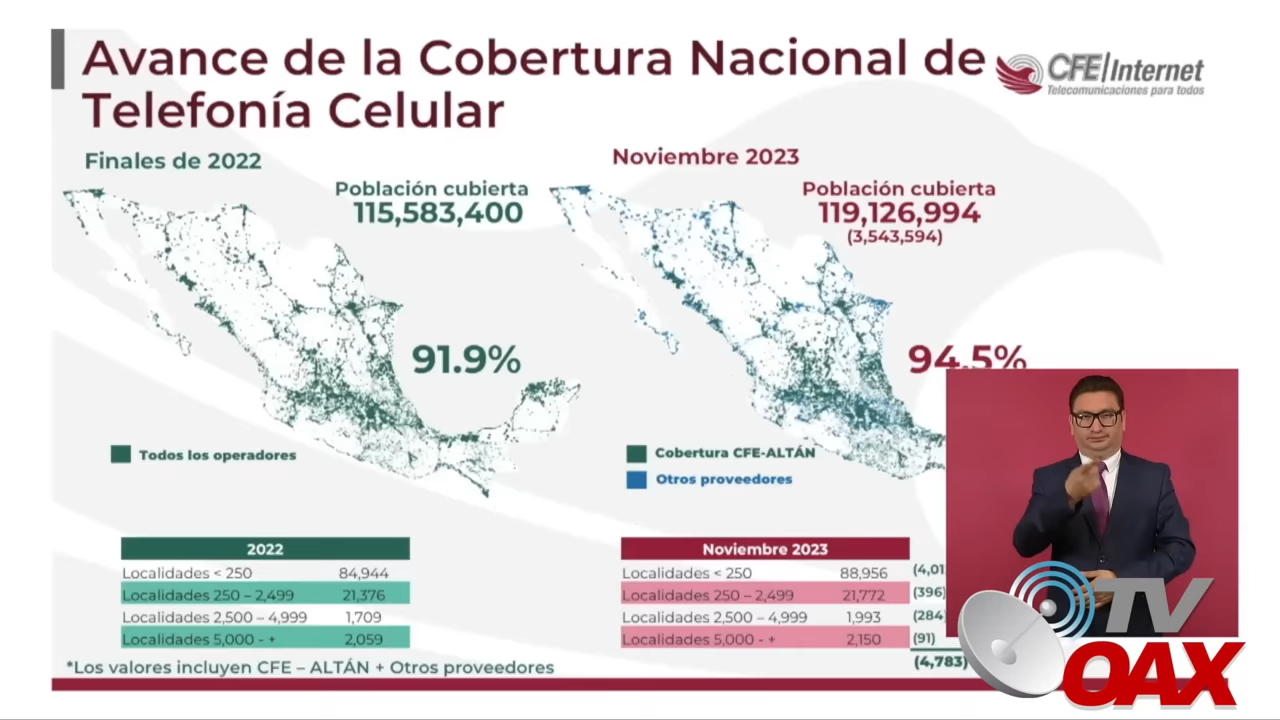 Avance de la Cobertura Nacional de
Telefonía Celular
CFE Internet
Telecomunicaciones para todos
Finales de 2022
Población cubierta
115,583,400
91.9%
Todos los operadores
Noviembre 2023
Población cubierta
119,126,994
(3,543,594)
94.5%
Cobertura CFE-ALTÁN
Otros proveedores
2022
Localidades < 250 84,944
Localidades 250 – 2,499 21,376
Localidades 2,500 – 4,999 1,709
Localidades 5,000 - + 2,059
Noviembre 2023
Localidades < 250 88,956
Localidades 250 – 2,499 21,772 (396)
Localidades 2,500 – 4,999 1,993 (284)
Localidades 5,000 - + 2,150 (91)
(4,783)
*Los valores incluyen CFE – ALTÁN + Otros proveedores
TV
OAX